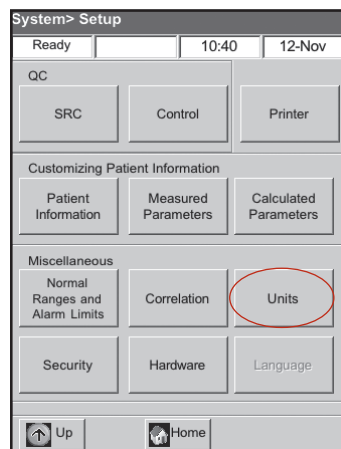 System> Setup
Ready 10:40 12-Nov
QC
SRC Control Printer
Customizing Patient Information
Patient
Information
Measured
Parameters
Calculated
Parameters
Miscellaneous
Normal
Ranges and
Alarm Limits
Correlation Units
Security Hardware Language
Up Home